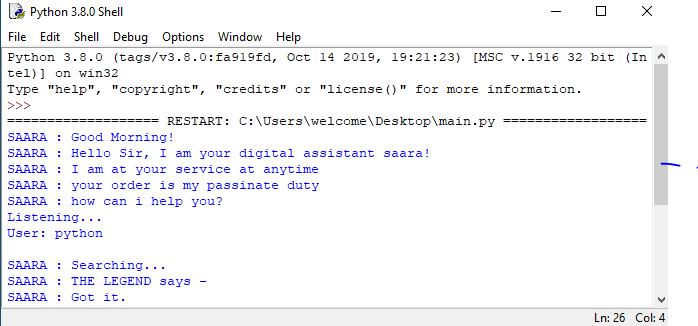 Python 3.8.0 Shell
File Edit Shell Debug Options Window Help
Python 3.8.0 (tags/v3.8.0:fa919fd, Oct 14 2019, 19:21:23) [MSC v.1916 32 bit (In
tel)] on win32
Type "help", "copyright", "credits" or "license()" for more information.
>>>
=================== RESTART: C:\Users\welcome\Desktop\main.py ==================
SAARA : Good Morning!
SAARA : Hello Sir, I am your digital assistant saara!
SAARA : I am at your service at anytime
SAARA : your order is my passinate duty
SAARA : how can i help you?
Listening...
User: python
SAARA : Searching...
SAARA : THE LEGEND says -
SAARA : Got it.
Ln: 26 Col: 4